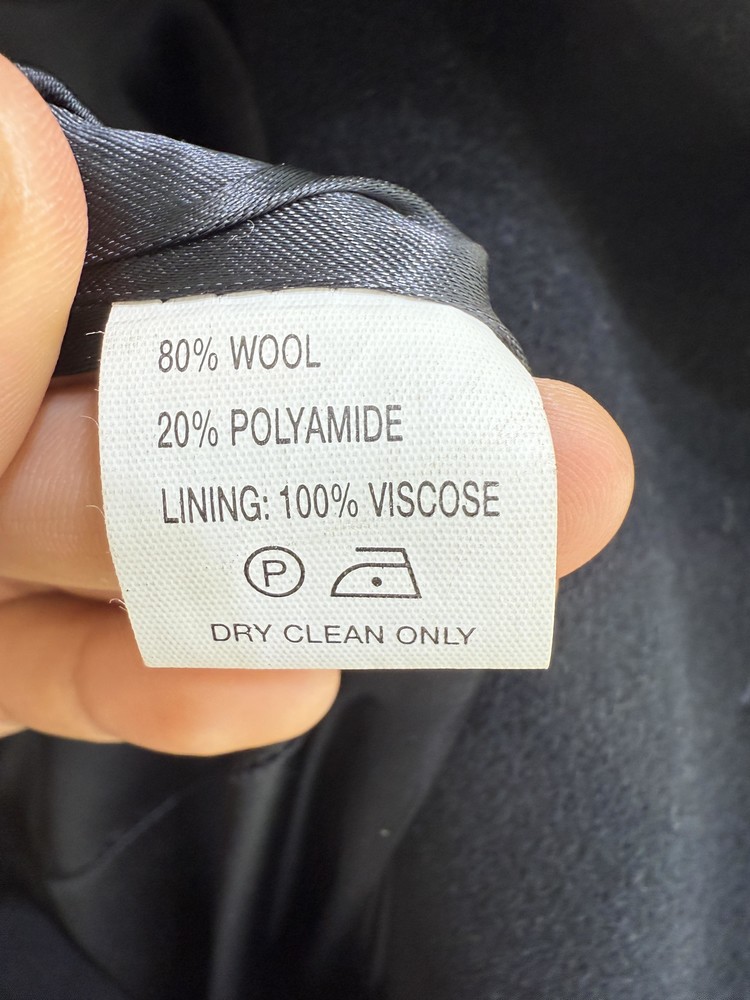 80% WOOL
20% POLYAMIDE
LINING: 100% VISCOSE
P
DRY CLEAN ONLY